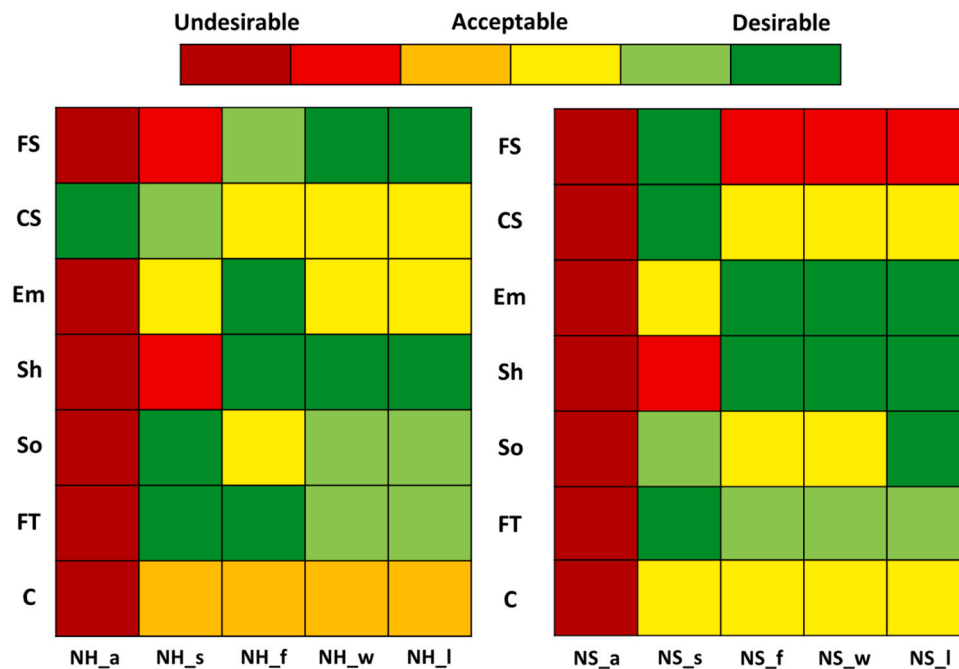 Undesirable Acceptable Desirable
FS FS
CS CS
Em Em
Sh Sh
So So
FT FT
C C
NH_a NH_s NH_f NH_w NH_l NS_a NS_s NS_f NS_w NS_l